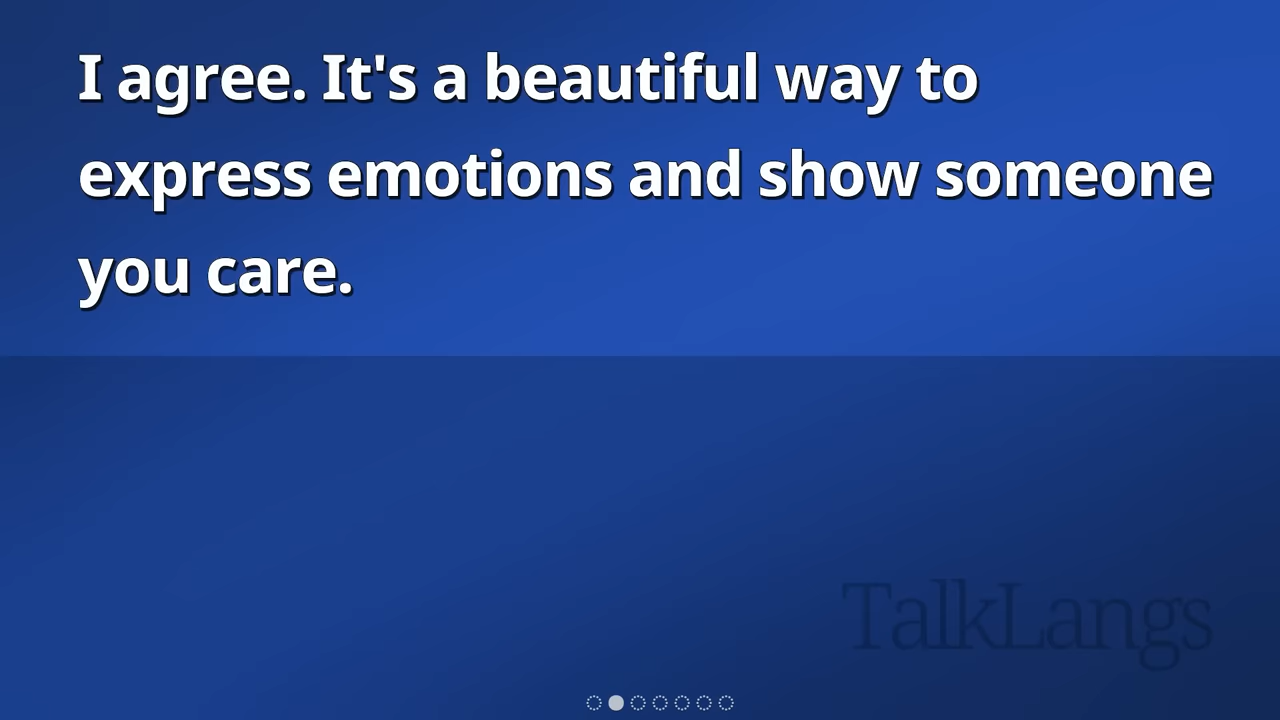 I agree. It's a beautiful way to
express emotions and show someone
you care.
TalkLangs